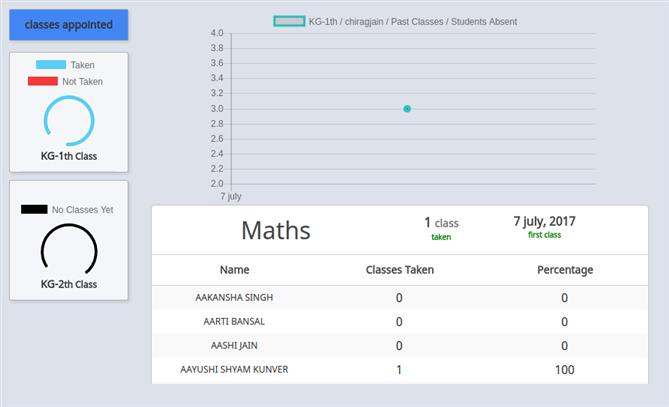 classes appointed
Taken
Not Taken
KG-1th Class
No Classes Yet
KG-2th Class
KG-1th / chiragjain / Past Classes / Students Absent
4.0
3.8
3.6
3.4
3.2
3.0
2.8
2.6
2.4
2.2
2.0
7 july
Maths
1 class
taken
7 july, 2017
first class
Name Classes Taken Percentage
AAKANSHA SINGH 0 0
AARTI BANSAL 0 0
AASHI JAIN 0 0
AAYUSHI SHYAM KUNVER 1 100